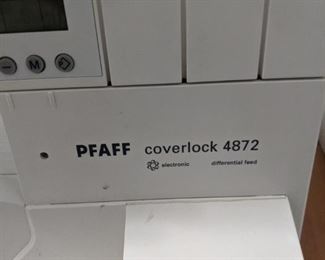 M
PFAFF coverlock 4872
electronic differential feed